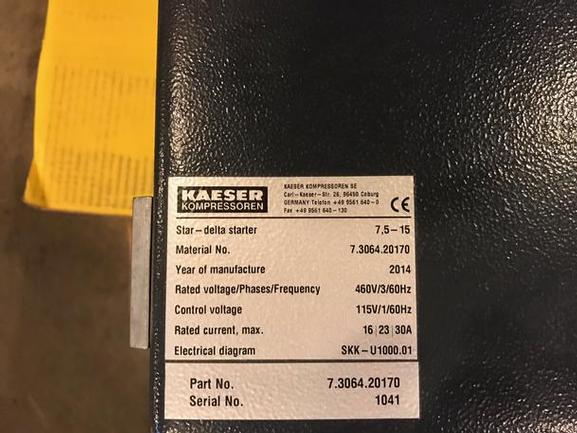 KAESER
KOMPRESSOREN
KAESER KOMPRESSOREN SE
Carl-Kaeser-Str. 26, 96450 Coburg
GERMANY Telefon +49 9561 640-0
Fax +49 9561 640-130
CE
Star-delta starter 7,5-15
Material No. 7.3064.20170
Year of manufacture 2014
Rated voltage/Phases/Frequency 460V/3/60Hz
Control voltage 115V/1/60Hz
Rated current, max. 16|23|30A
Electrical diagram SKK-U1000.01
Part No. 7.3064.20170
Serial No. 1041